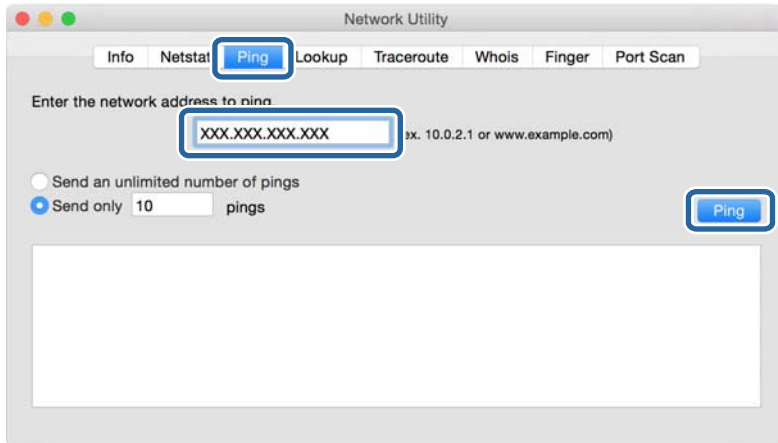 Network Utility
Info Netstat Ping Lookup Traceroute Whois Finger Port Scan
Enter the network address to ping.
XXX.XXX.XXX.XXX ex. 10.0.2.1 or www.example.com)
Send an unlimited number of pings
Send only 10 pings
Ping